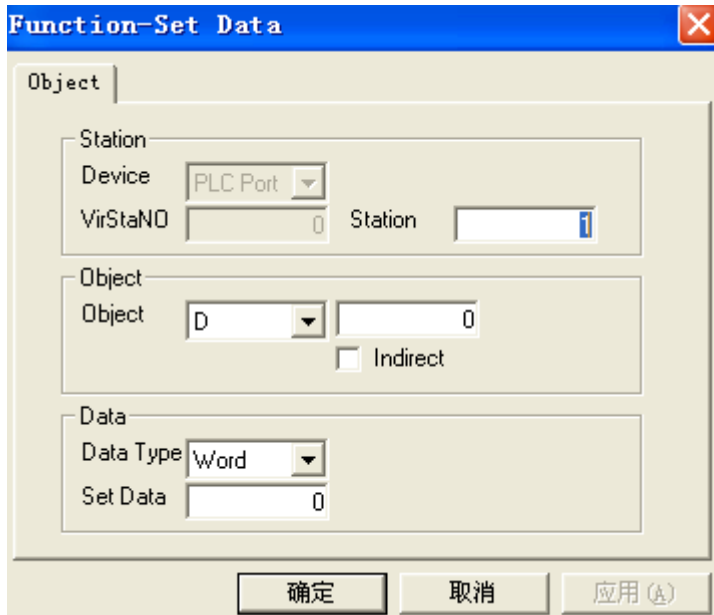 Function-Set Data
Object
Station
Device PLC Port
VirStaNO 0 Station 1
Object
Object D 0
Indirect
Data
Data Type Word
Set Data 0
确定 取消 应用(A)